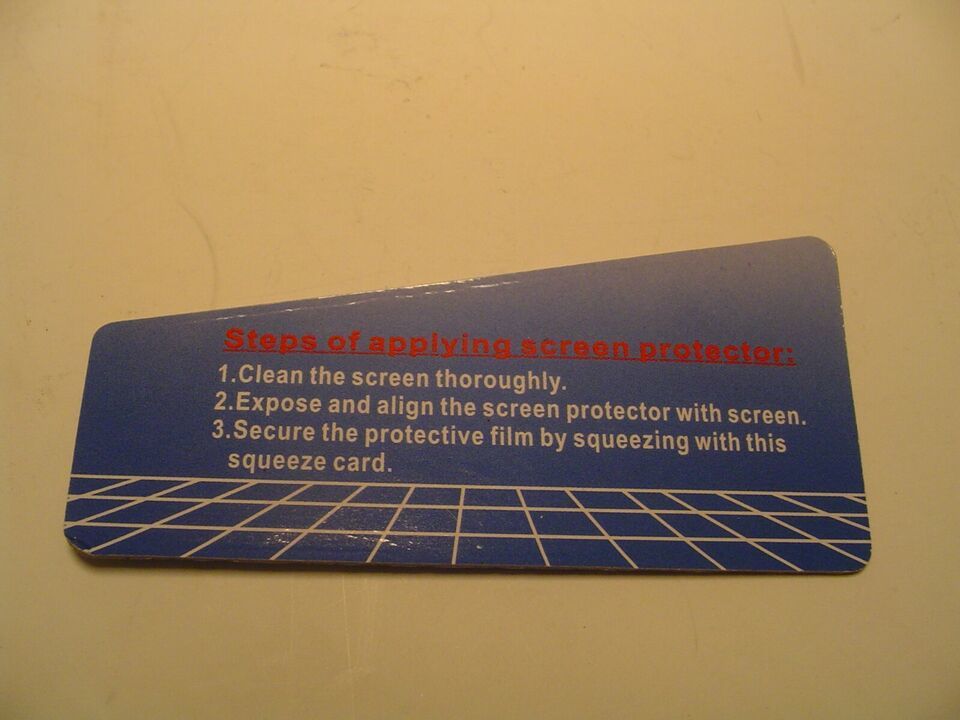 Steps of applying screen protector:
1.Clean the screen thoroughly.
2.Expose and align the screen protector with screen.
3.Secure the protective film by squeezing with this
squeeze card.